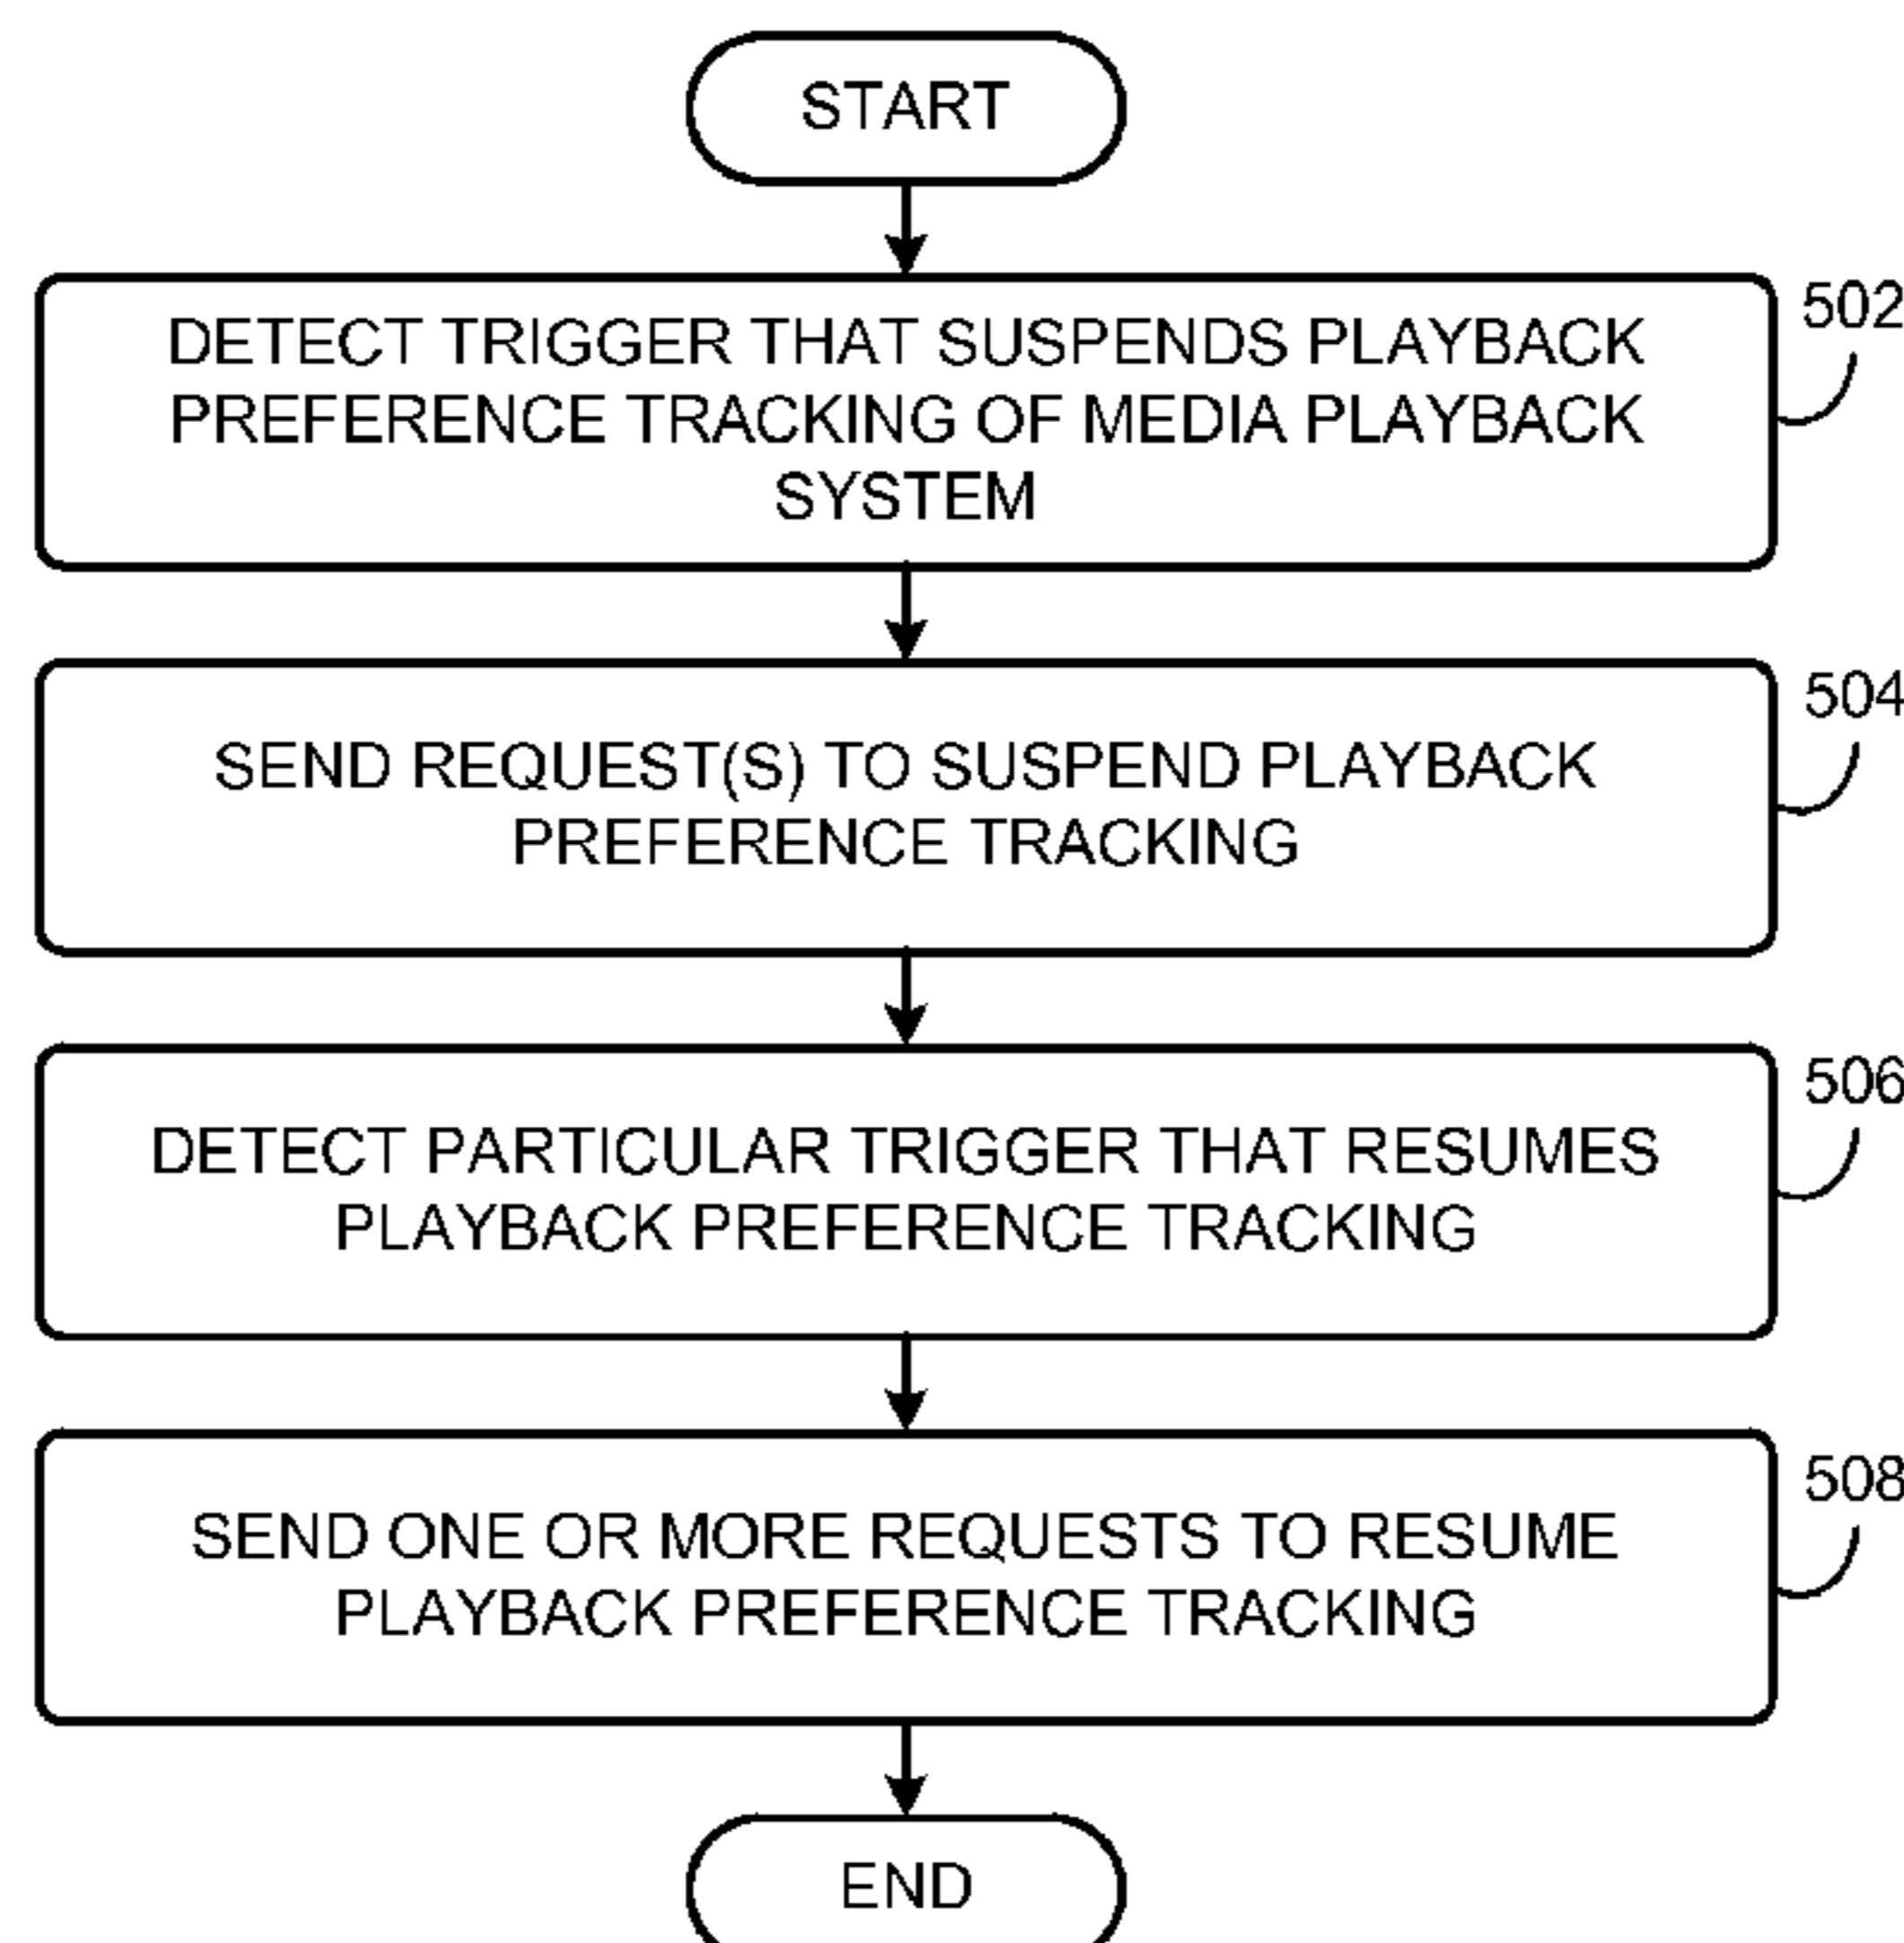 START
DETECT TRIGGER THAT SUSPENDS PLAYBACK
PREFERENCE TRACKING OF MEDIA PLAYBACK
SYSTEM
502
SEND REQUEST(S) TO SUSPEND PLAYBACK
PREFERENCE TRACKING
504
DETECT PARTICULAR TRIGGER THAT RESUMES
PLAYBACK PREFERENCE TRACKING
506
SEND ONE OR MORE REQUESTS TO RESUME
PLAYBACK PREFERENCE TRACKING
508
END